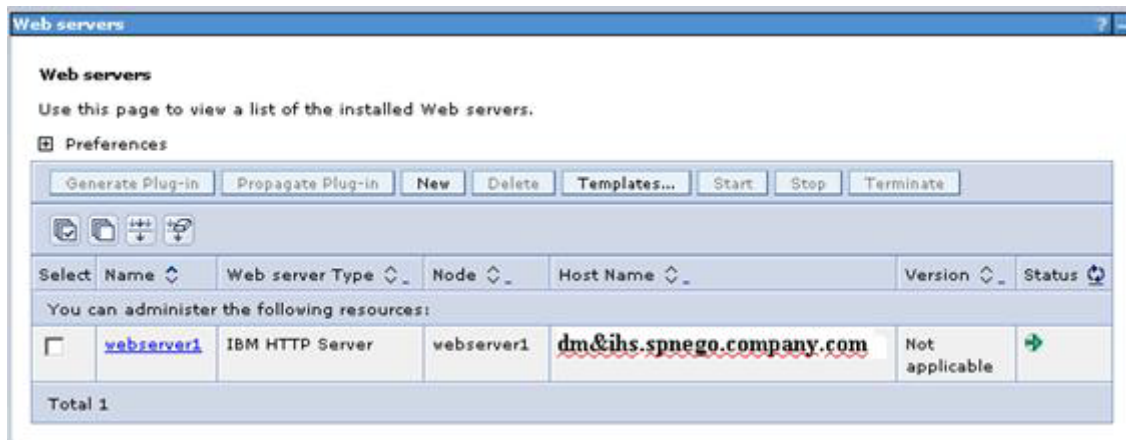 Web servers ? –
Web servers
Use this page to view a list of the installed Web servers.
Preferences
Generate Plug-in Propagate Plug-in New Delete Templates... Start Stop Terminate
Select Name Web server Type Node Host Name Version Status
You can administer the following resources:
webserver1 IBM HTTP Server webserver1 dm&ihs.spnego.company.com Not
applicable
Total 1